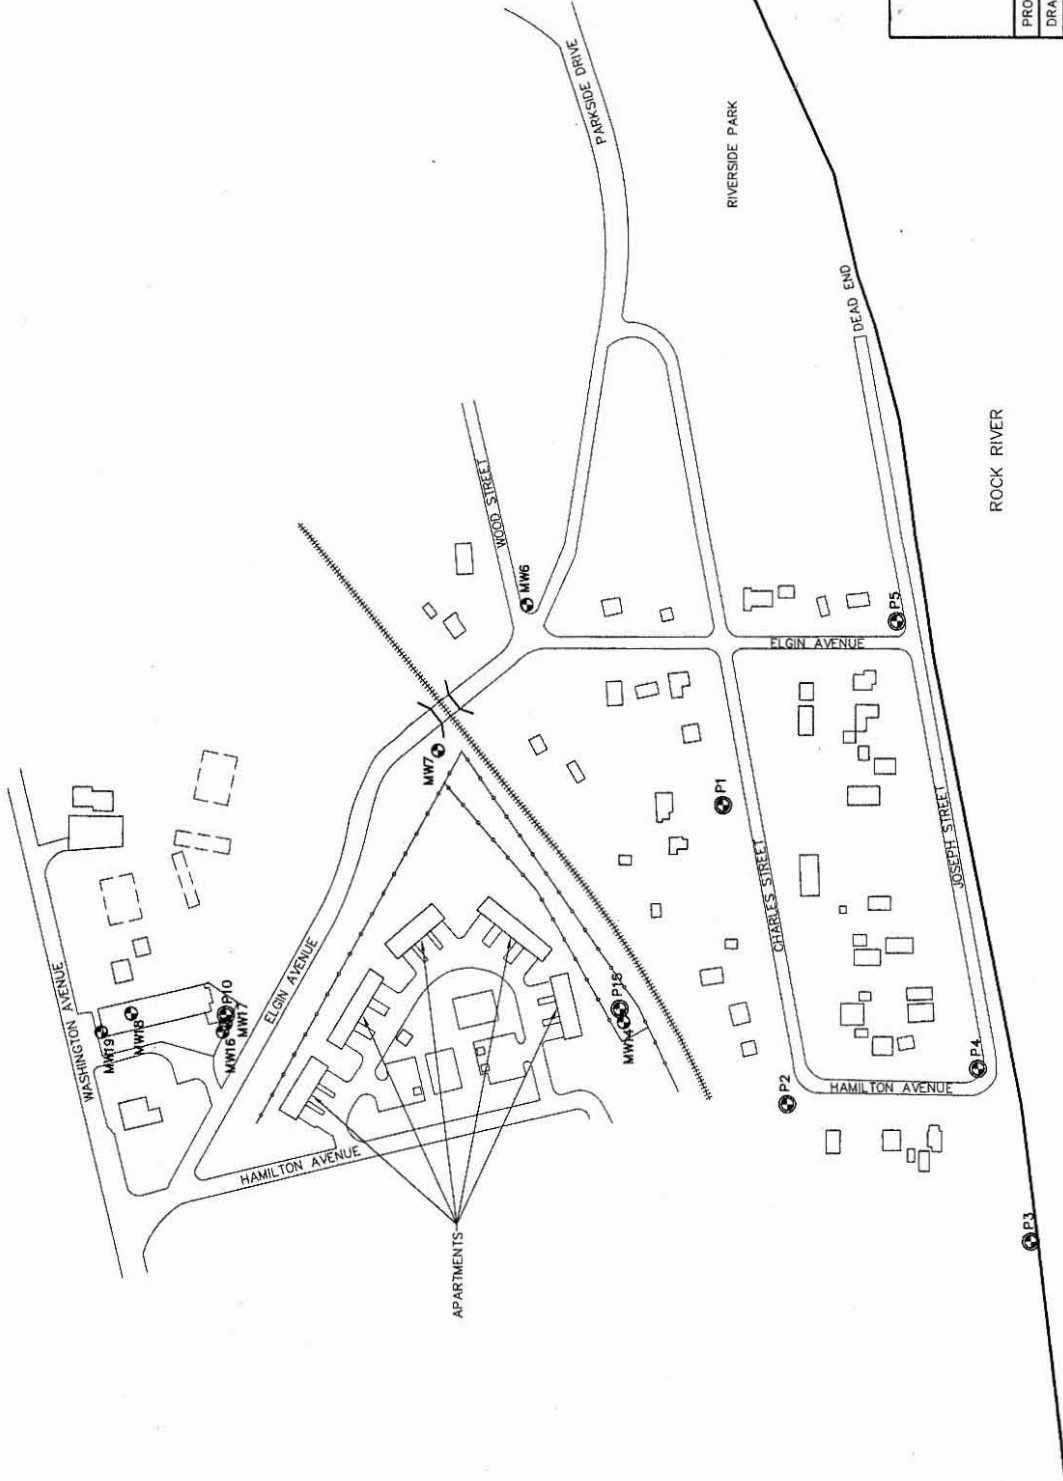 PRO
DRA
PARKSIDE DRIVE
RIVERSIDE PARK
DEAD END
WOOD STREET
ROCK RIVER
MW6
P5
ELGIN AVENUE
MW7
P1
CHARLES STREET
JOSEPH STREET
WASHINGTON AVENUE
ELGIN AVENUE
MW19
MW18
P10
MW17
MW16
MW14
P15
P4
P2
HAMILTON AVENUE
HAMILTON AVENUE
APARTMENTS
P3